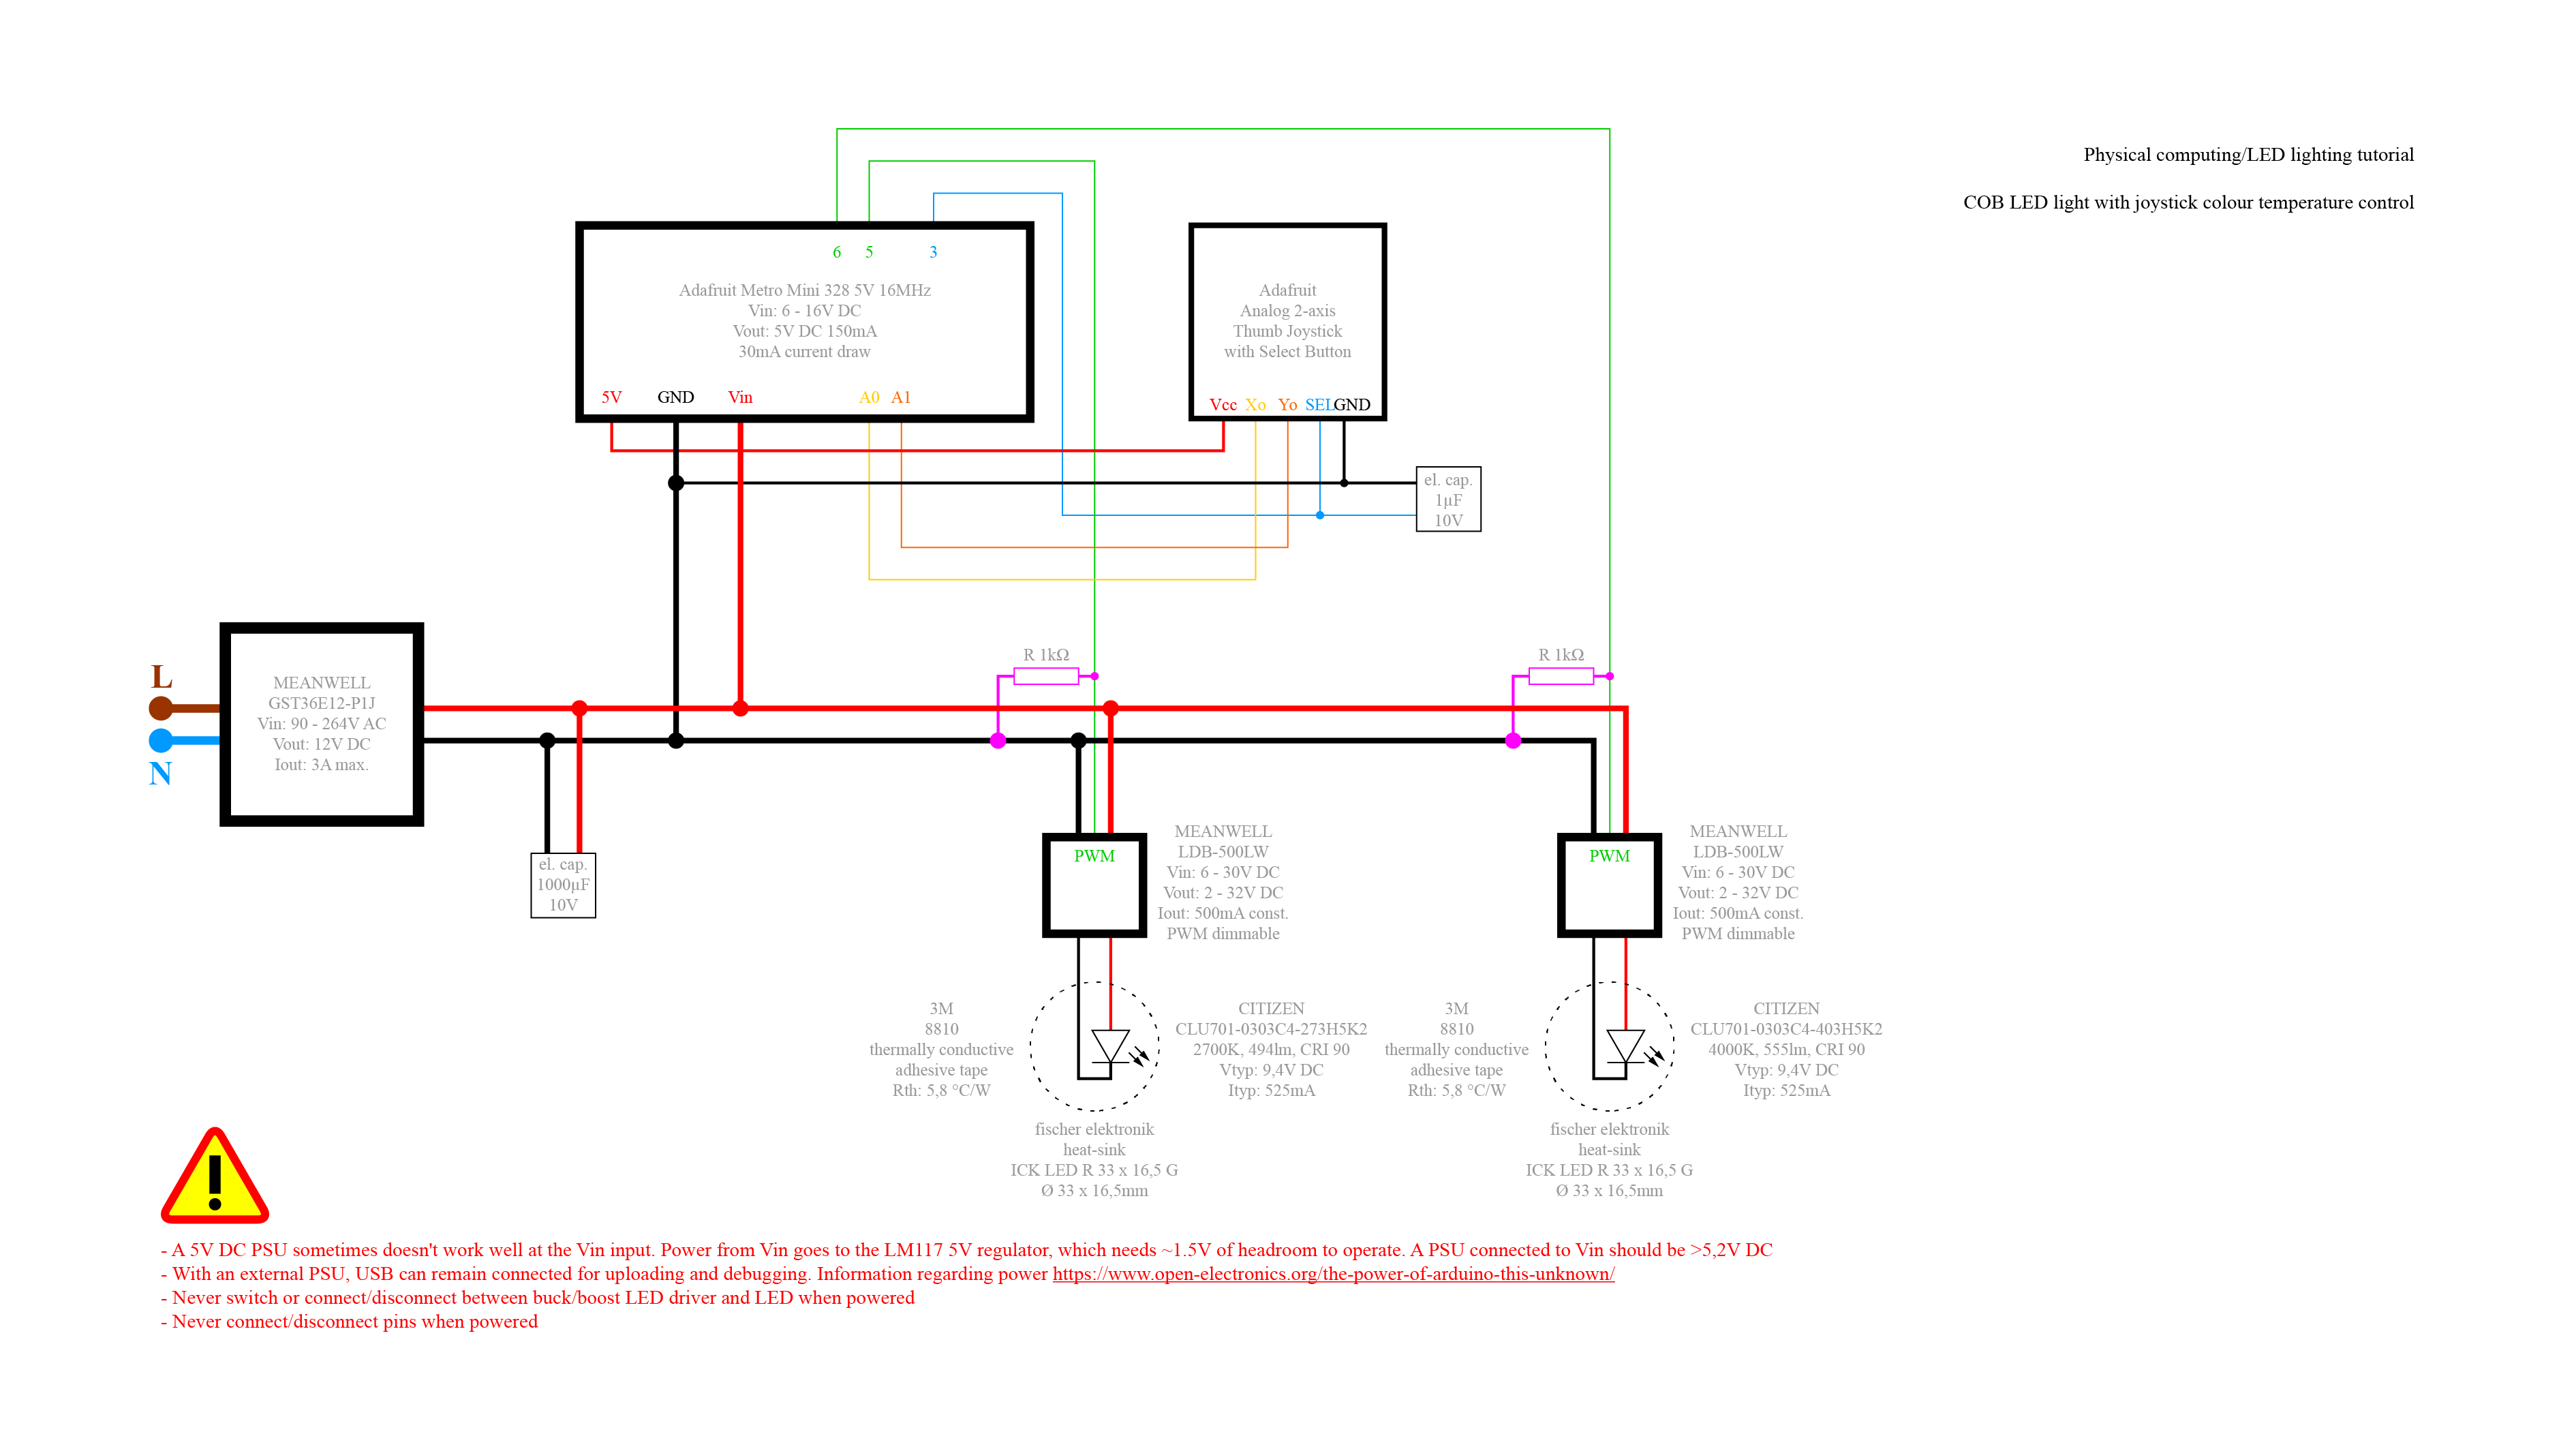 Physical computing/LED lighting tutorial
COB LED light with joystick colour temperature control
6 5 3
Adafruit Metro Mini 328 5V 16MHz
Vin: 6 - 16V DC
Vout: 5V DC 150mA
30mA current draw
5V GND Vin A0 A1
Adafruit
Analog 2-axis
Thumb Joystick
with Select Button
Vcc Xo Yo SEL GND
el. cap.
1µF
10V
L
N
MEANWELL
GST36E12-P1J
Vin: 90 - 264V AC
Vout: 12V DC
Iout: 3A max.
el. cap.
1000µF
10V
R 1kΩ
R 1kΩ
PWM
MEANWELL
LDB-500LW
Vin: 6 - 30V DC
Vout: 2 - 32V DC
Iout: 500mA const.
PWM dimmable
PWM
MEANWELL
LDB-500LW
Vin: 6 - 30V DC
Vout: 2 - 32V DC
Iout: 500mA const.
PWM dimmable
3M
8810
thermally conductive
adhesive tape
Rth: 5,8 °C/W
CITIZEN
CLU701-0303C4-273H5K2
2700K, 494lm, CRI 90
Vtyp: 9,4V DC
Ityp: 525mA
3M
8810
thermally conductive
adhesive tape
Rth: 5,8 °C/W
CITIZEN
CLU701-0303C4-403H5K2
4000K, 555lm, CRI 90
Vtyp: 9,4V DC
Ityp: 525mA
fischer elektronik
heat-sink
ICK LED R 33 x 16,5 G
Ø 33 x 16,5mm
fischer elektronik
heat-sink
ICK LED R 33 x 16,5 G
Ø 33 x 16,5mm
- A 5V DC PSU sometimes doesn't work well at the Vin input. Power from Vin goes to the LM117 5V regulator, which needs ~1.5V of headroom to operate. A PSU connected to Vin should be >5,2V DC
- With an external PSU, USB can remain connected for uploading and debugging. Information regarding power https://www.open-electronics.org/the-power-of-arduino-this-unknown/
- Never switch or connect/disconnect between buck/boost LED driver and LED when powered
- Never connect/disconnect pins when powered